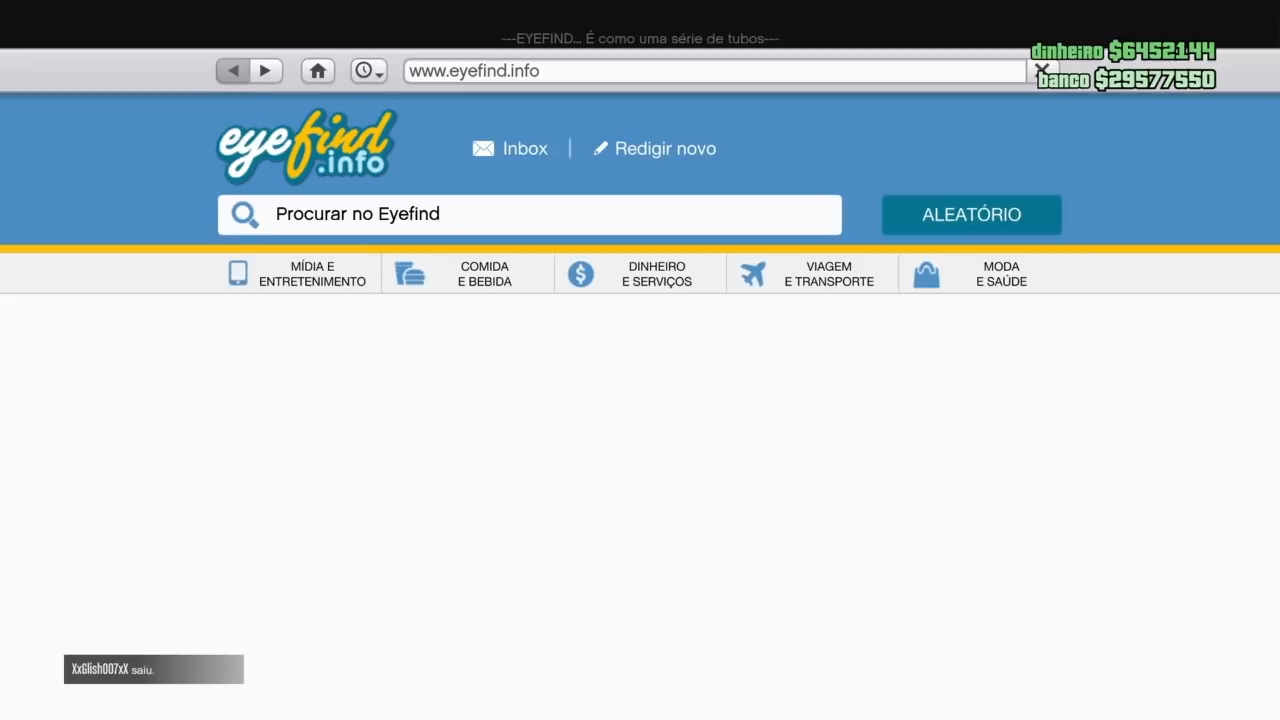 ---EYEFIND... É como uma série de tubos---
dinheiro $6452144
www.eyefind.info
banco $29577550
eyefind
.info
Inbox
Redigir novo
Procurar no Eyefind
ALEATÓRIO
MÍDIA E
ENTRETENIMENTO
COMIDA
E BEBIDA
DINHEIRO
E SERVIÇOS
VIAGEM
E TRANSPORTE
MODA
E SAÚDE
XxGlish007xX saiu.